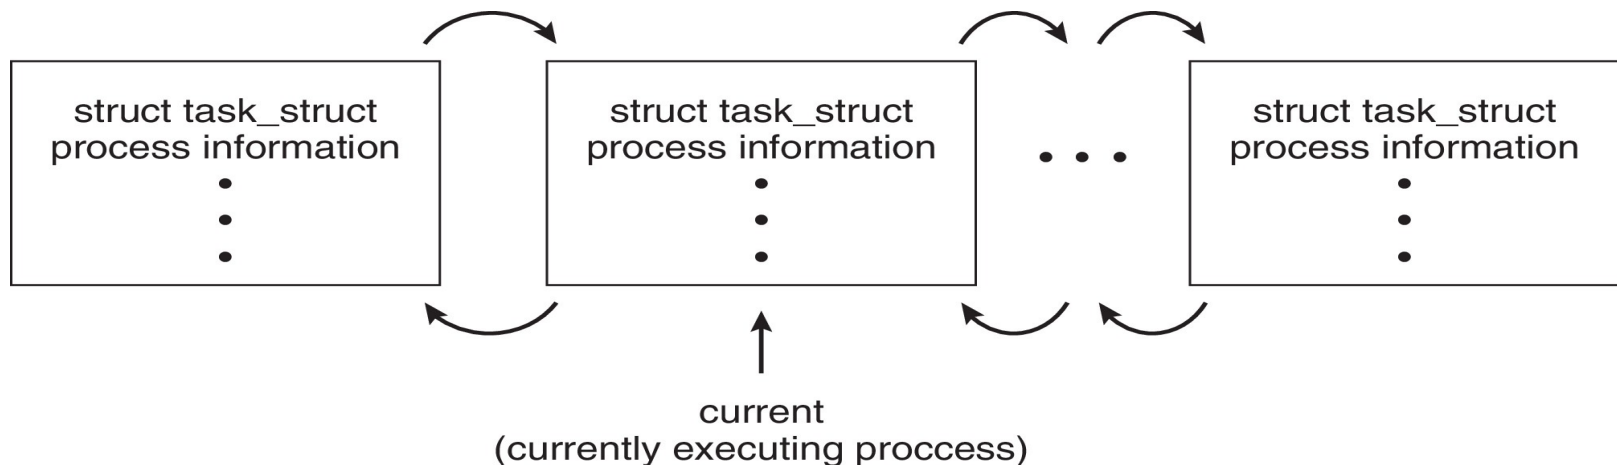 struct task_struct
process information
struct task_struct
process information
struct task_struct
process information
current
(currently executing proccess)